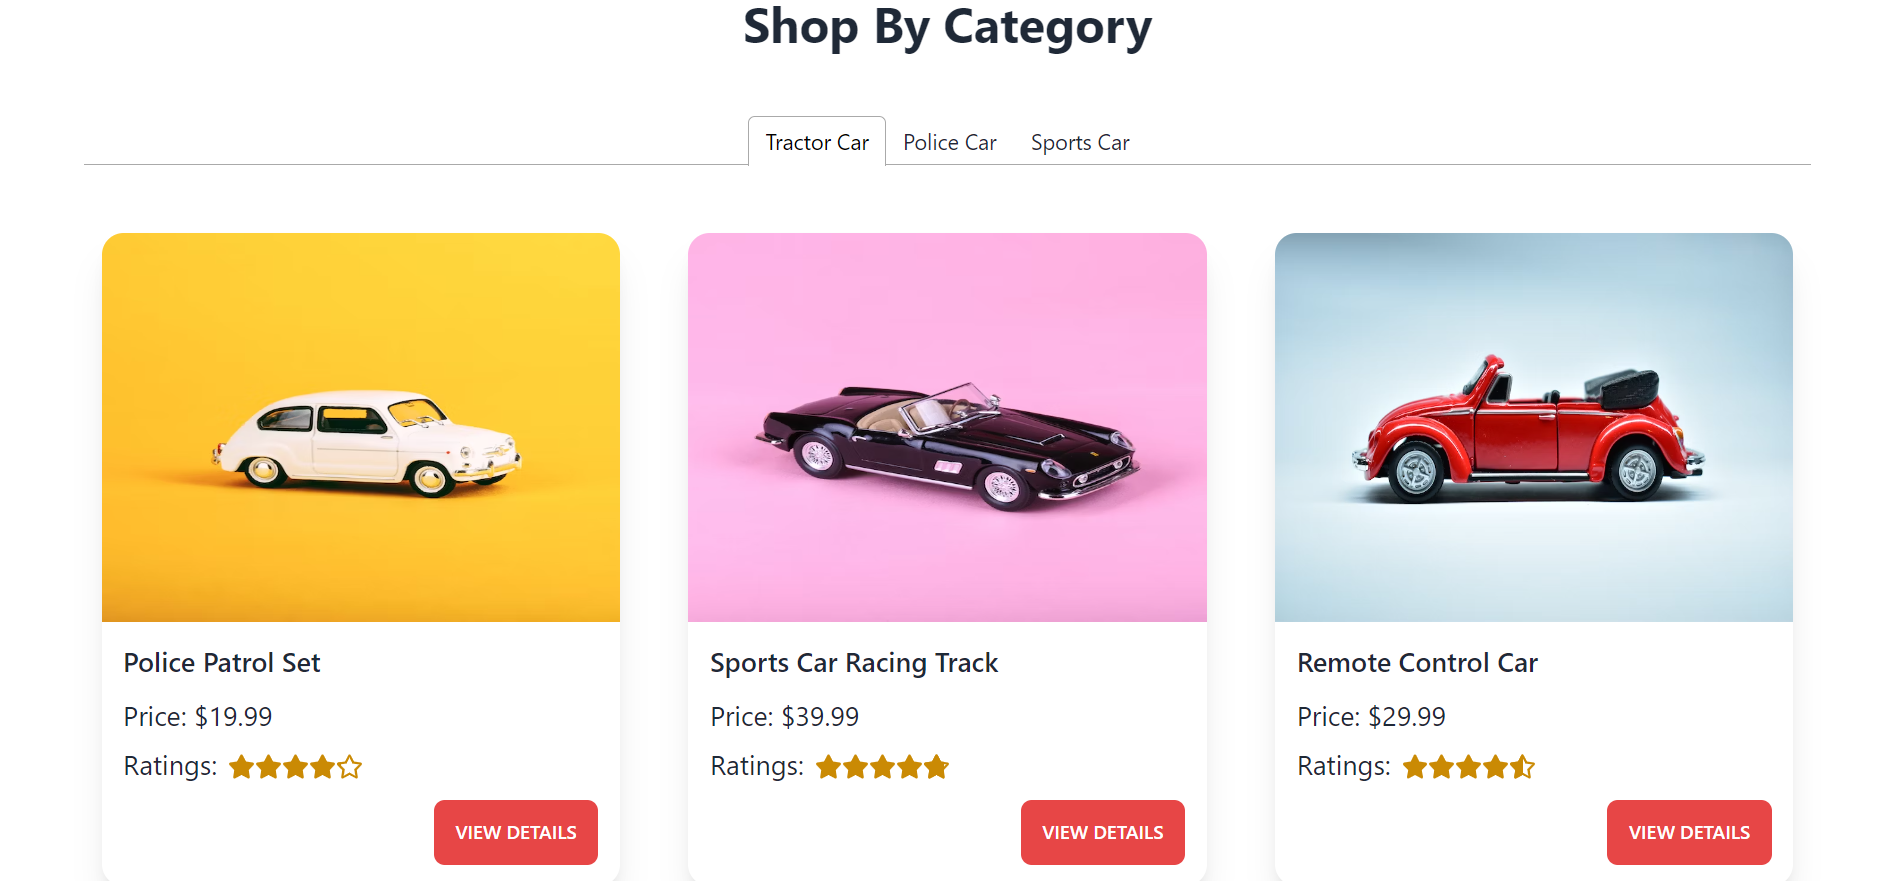 Shop By Category
Tractor Car Police Car Sports Car
Police Patrol Set
Price: $19.99
Ratings:
VIEW DETAILS
Sports Car Racing Track
Price: $39.99
Ratings:
VIEW DETAILS
Remote Control Car
Price: $29.99
Ratings:
VIEW DETAILS